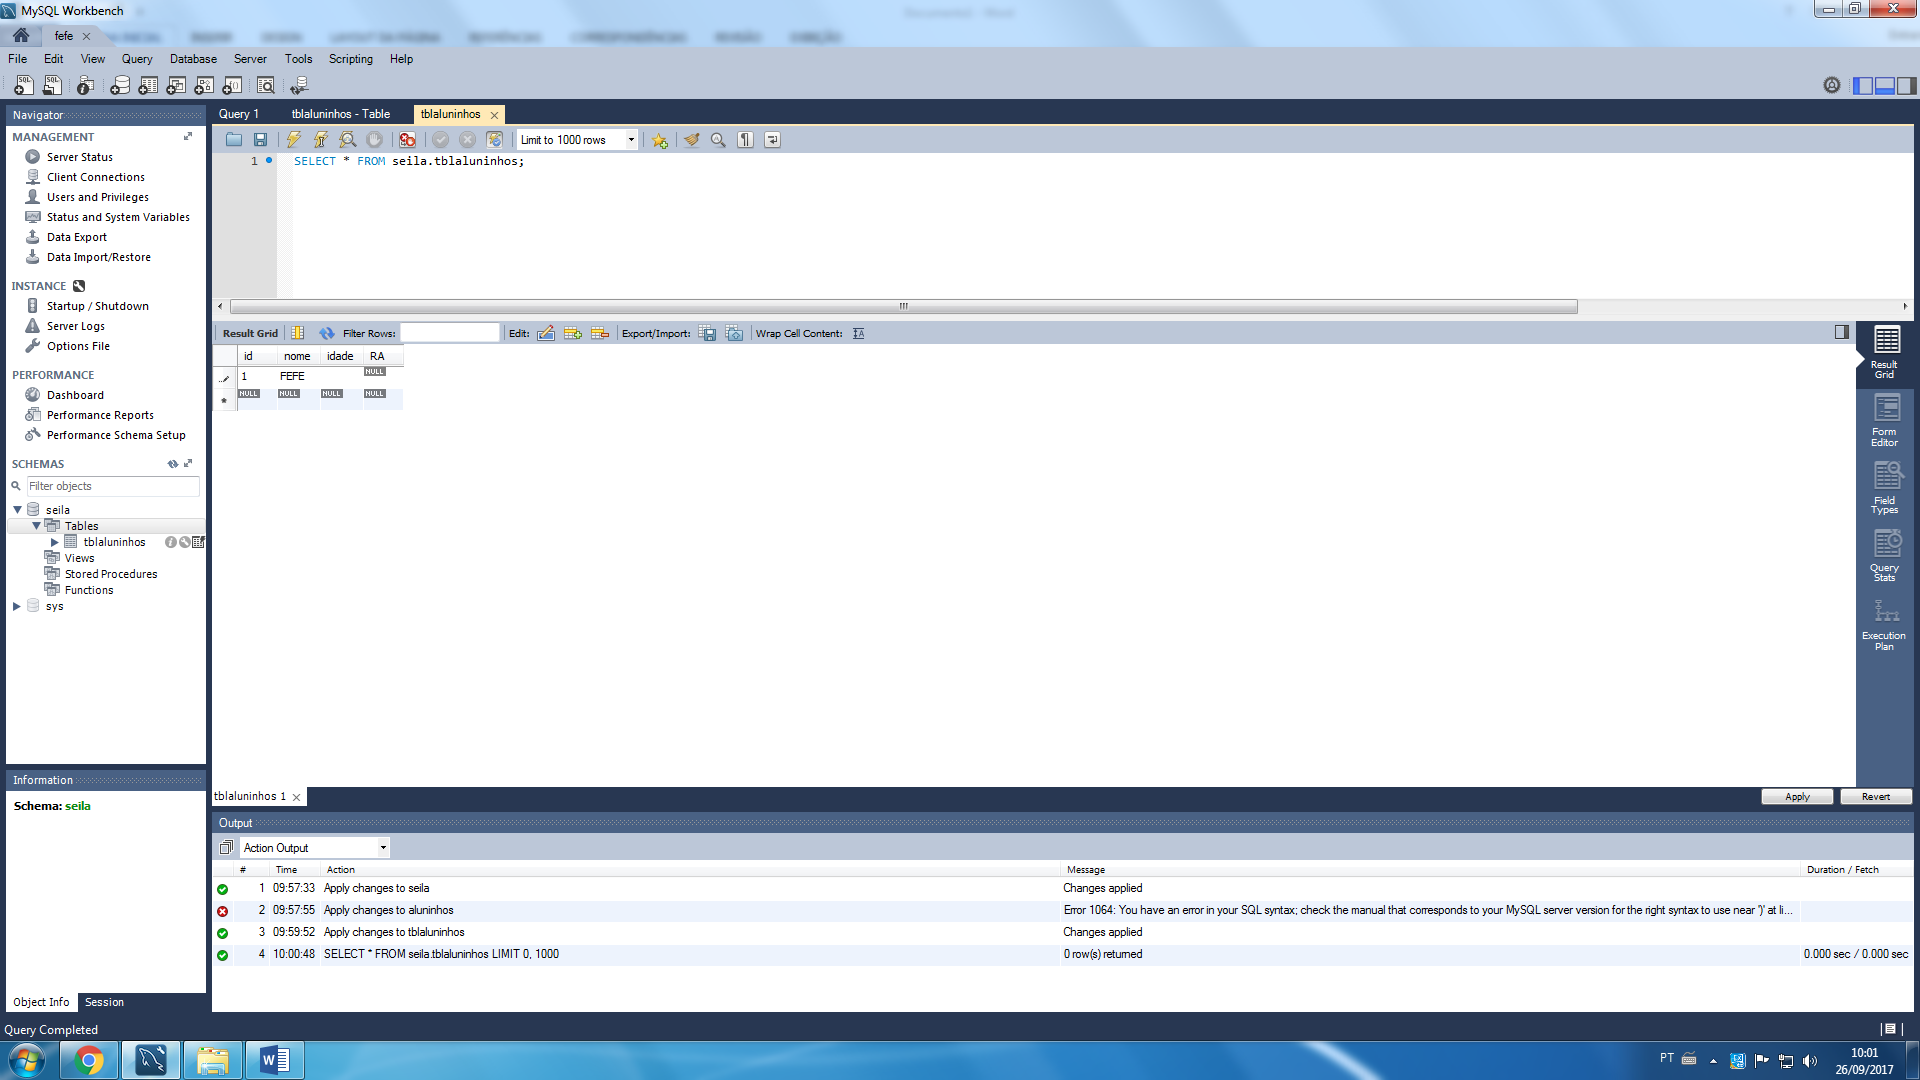 MySQL Workbench
fefe
File Edit View Query Database Server Tools Scripting Help
Navigator
MANAGEMENT
Server Status
Client Connections
Users and Privileges
Status and System Variables
Data Export
Data Import/Restore
INSTANCE
Startup / Shutdown
Server Logs
Options File
PERFORMANCE
Dashboard
Performance Reports
Performance Schema Setup
SCHEMAS
Filter objects
seila
Tables
tblaluninhos
Views
Stored Procedures
Functions
sys
Information
Schema: seila
Object Info Session
Query Completed
Query 1 tblaluninhos - Table tblaluninhos
Limit to 1000 rows
1 SELECT * FROM seila.tblaluninhos;
Result Grid Filter Rows: Edit: Export/Import: Wrap Cell Content:
id nome idade RA
1 FEFE NULL
NULL NULL NULL NULL
Result Grid
Form Editor
Field Types
Query Stats
Execution Plan
tblaluninhos 1
Apply Revert
Output
Action Output
# Time Action Message Duration / Fetch
1 09:57:33 Apply changes to seila Changes applied
2 09:57:55 Apply changes to aluninhos Error 1064: You have an error in your SQL syntax; check the manual that corresponds to your MySQL server version for the right syntax to use near ')' at li...
3 09:59:52 Apply changes to tblaluninhos Changes applied
4 10:00:48 SELECT * FROM seila.tblaluninhos LIMIT 0, 1000 0 row(s) returned 0.000 sec / 0.000 sec
PT
10:01
26/09/2017